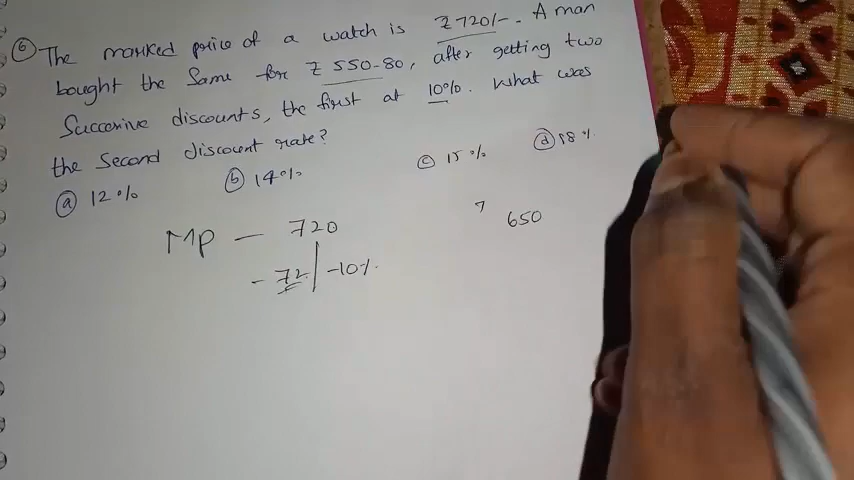 ⑥ The marked price of a watch is ₹720/-. A man
bought the same for ₹550-80, after getting two
Succenive discounts, the first at 10%. What was
the Second discount rate?
ⓐ 12% ⓑ 14% ⓒ 15% ⓓ 18%
MP — 720
- 72 | -10%
7
650